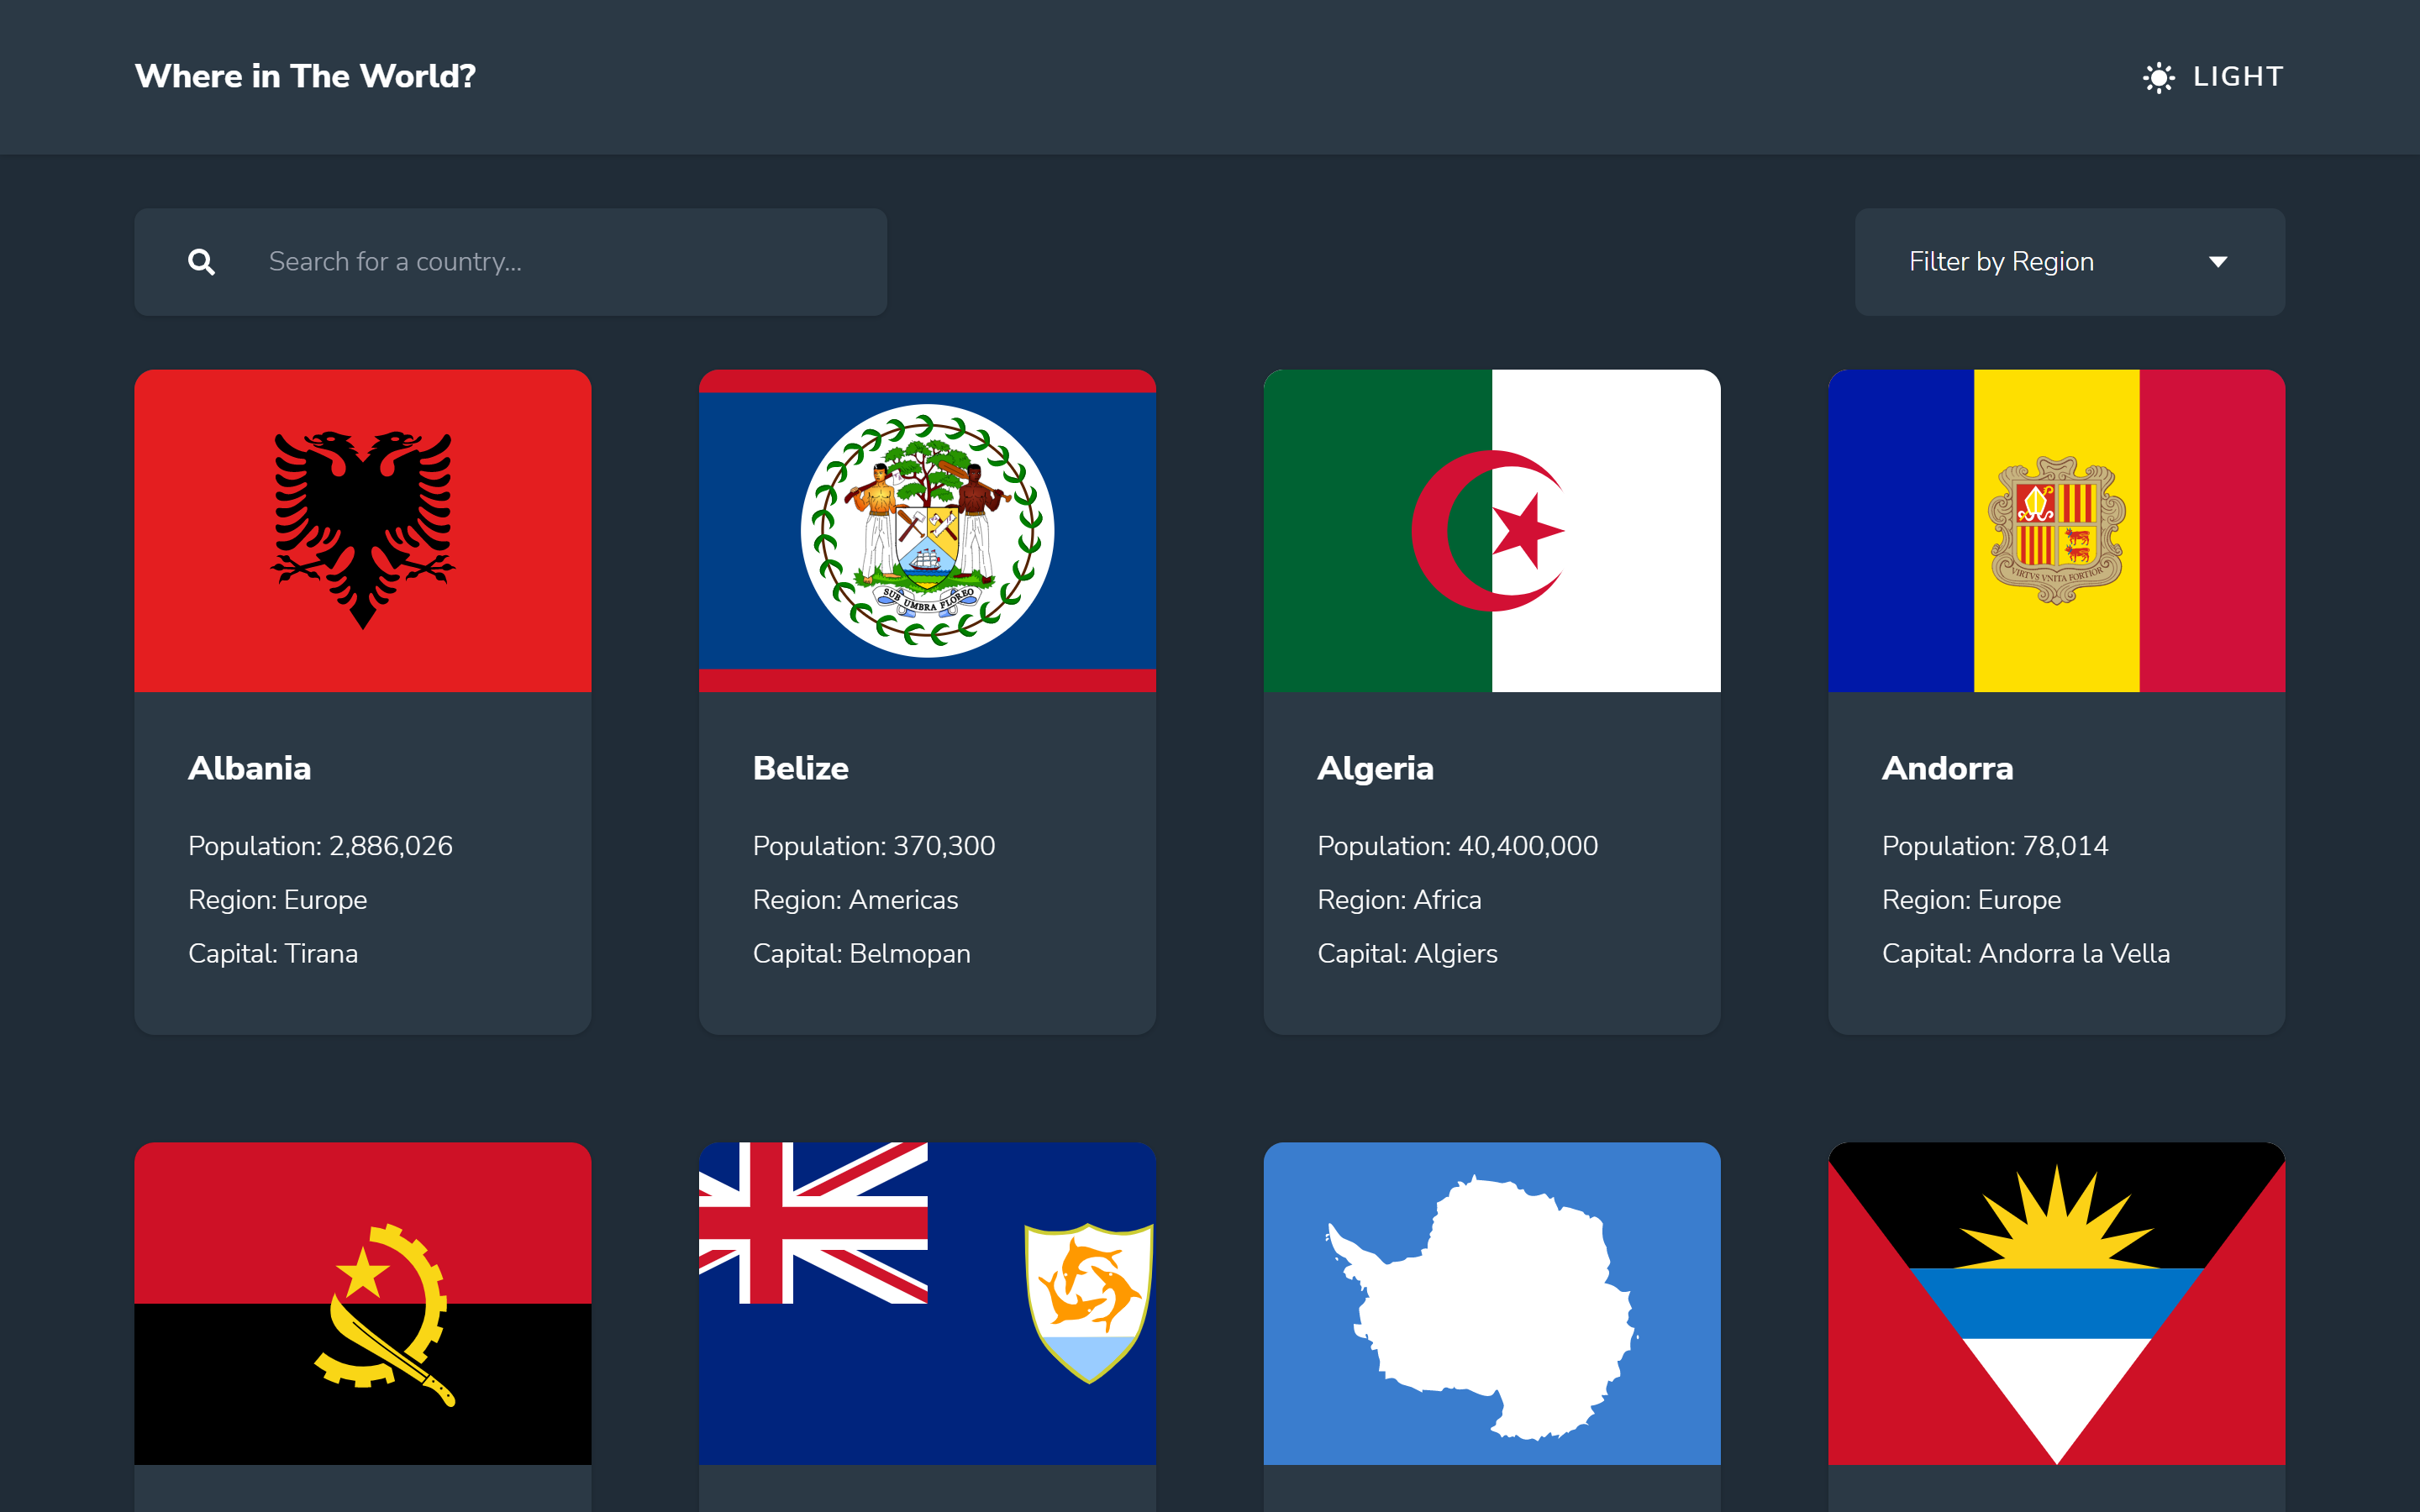 Where in The World?
LIGHT
Search for a country...
Filter by Region
SUB UMBRA FLOREO
VIRTVS VNITA FORTIOR
Albania
Population: 2,886,026
Region: Europe
Capital: Tirana
Belize
Population: 370,300
Region: Americas
Capital: Belmopan
Algeria
Population: 40,400,000
Region: Africa
Capital: Algiers
Andorra
Population: 78,014
Region: Europe
Capital: Andorra la Vella